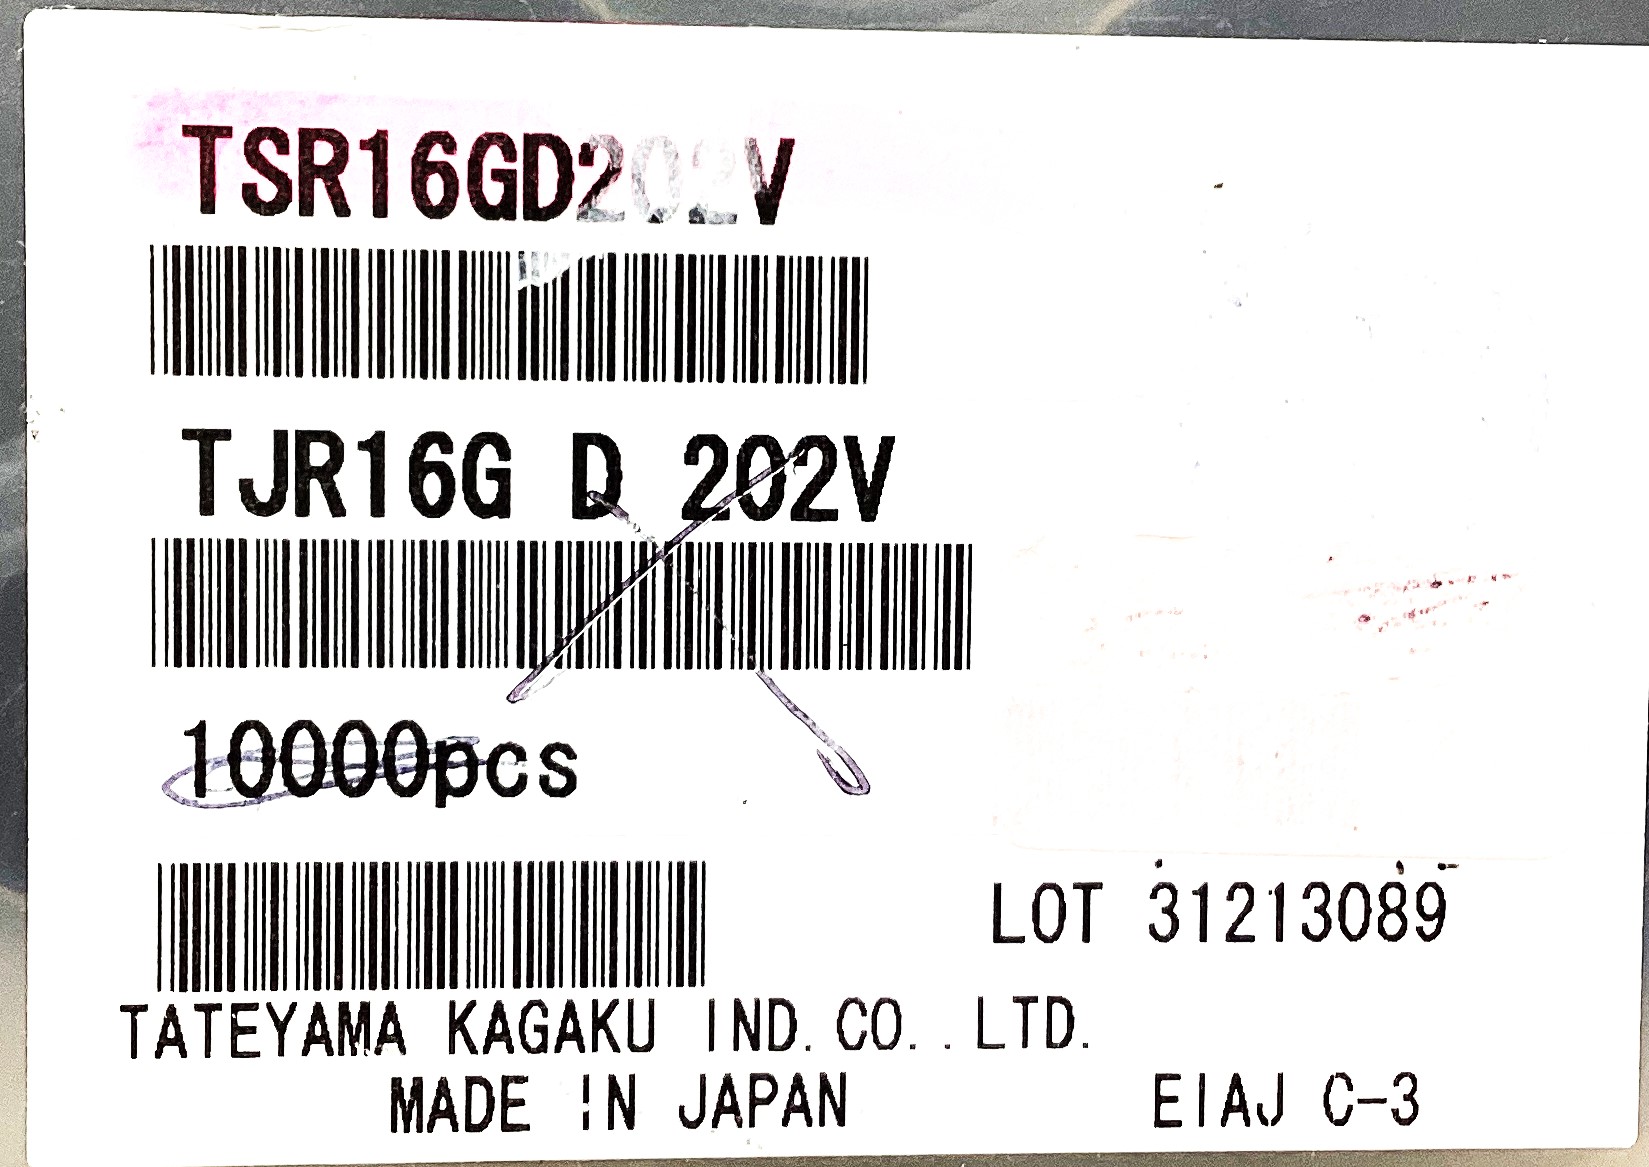 TSR16GD202V
TJR16G D 202V
10000pcs
LOT 31213089
TATEYAMA KAGAKU IND. CO..LTD.
MADE IN JAPAN
EIAJ C-3